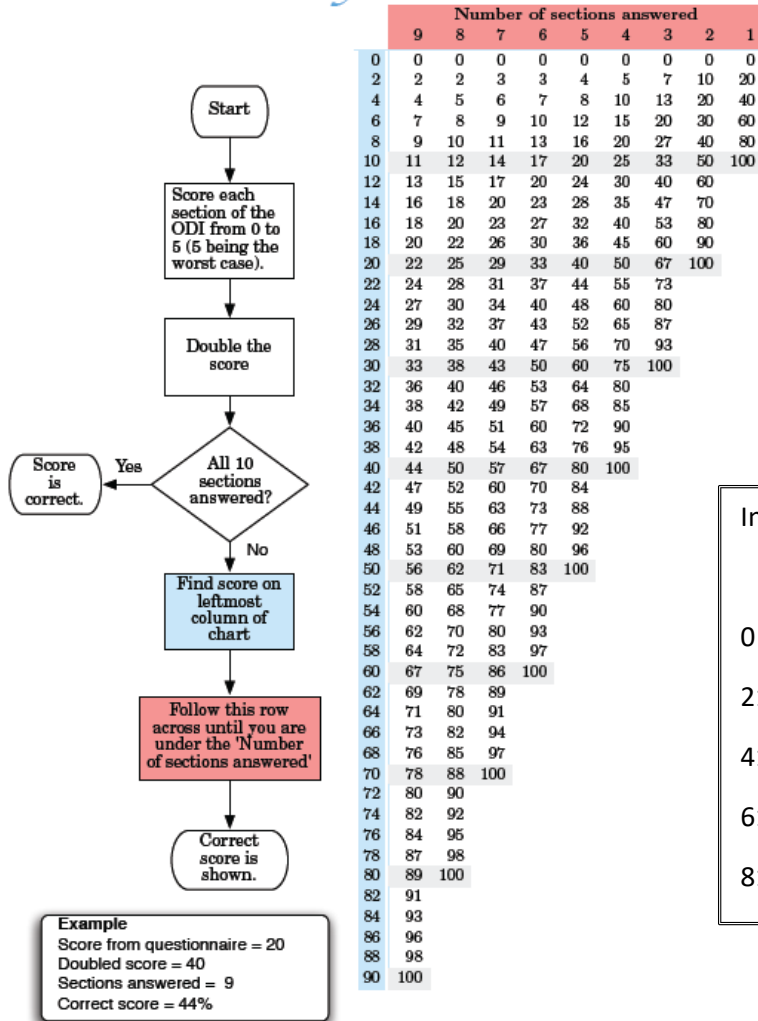 Start
Score each
section of the
ODI from 0 to
5 (5 being the
worst case).
Double the
score
All 10
sections
answered?
Yes
Score
is
correct.
No
Find score on
leftmost
column of
chart
Follow this row
across until you are
under the 'Number
of sections answered'
Correct
score is
shown.
Example
Score from questionnaire = 20
Doubled score = 40
Sections answered = 9
Correct score = 44%
Number of sections answered
9 8 7 6 5 4 3 2 1
0 0 0 0 0 0 0 0 0 0
2 2 2 3 3 4 5 7 10 20
4 4 5 6 7 8 10 13 20 40
6 7 8 9 10 12 15 20 30 60
8 9 10 11 13 16 20 27 40 80
10 11 12 14 17 20 25 33 50 100
12 13 15 17 20 24 30 40 60
14 16 18 20 23 28 35 47 70
16 18 20 23 27 32 40 53 80
18 20 22 26 30 36 45 60 90
20 22 25 29 33 40 50 67 100
22 24 28 31 37 44 55 73
24 27 30 34 40 48 60 80
26 29 32 37 43 52 65 87
28 31 35 40 47 56 70 93
30 33 38 43 50 60 75 100
32 36 40 46 53 64 80
34 38 42 49 57 68 85
36 40 45 51 60 72 90
38 42 48 54 63 76 95
40 44 50 57 67 80 100
42 47 52 60 70 84
44 49 55 63 73 88
46 51 58 66 77 92
48 53 60 69 80 96
50 56 62 71 83 100
52 58 65 74 87
54 60 68 77 90
56 62 70 80 93
58 64 72 83 97
60 67 75 86 100
62 69 78 89
64 71 80 91
66 73 82 94
68 76 85 97
70 78 88 100
72 80 90
74 82 92
76 84 95
78 87 98
80 89 100
82 91
84 93
86 96
88 98
90 100
0
2
4
6
8